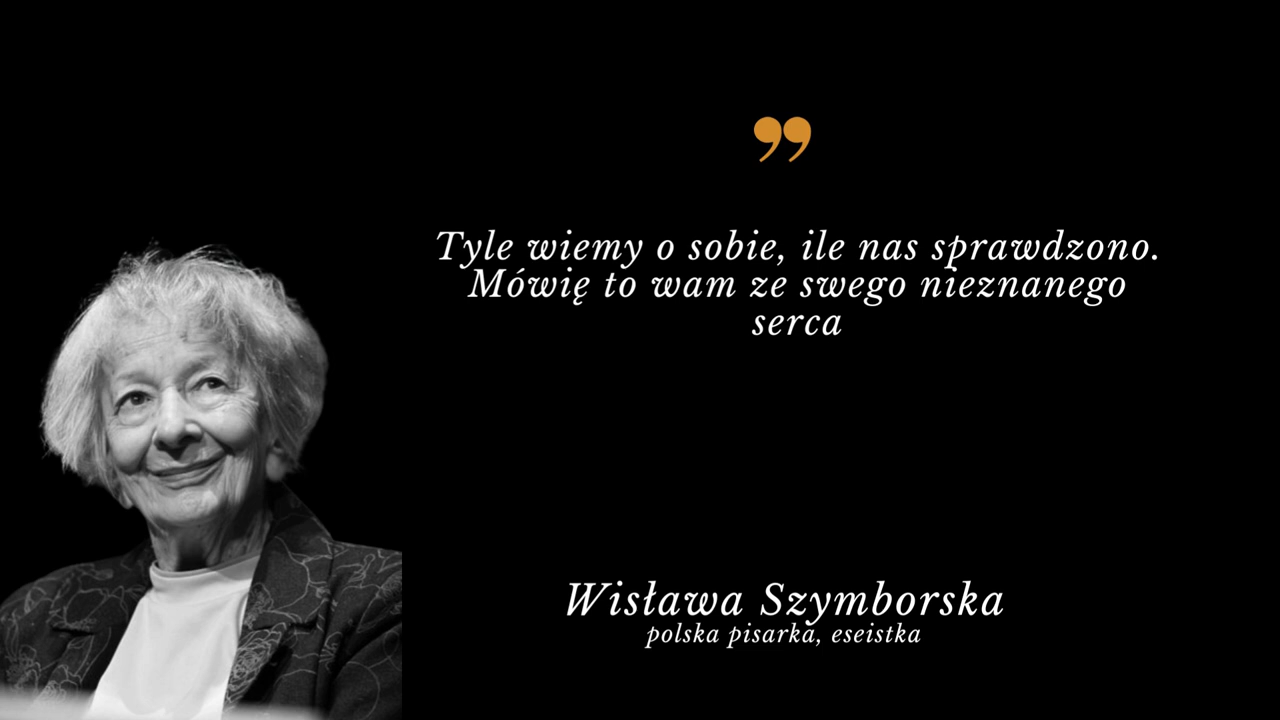 ”
Tyle wiemy o sobie, ile nas sprawdzono.
Mówię to wam ze swego nieznanego
serca
Wisława Szymborska
polska pisarka, eseistka